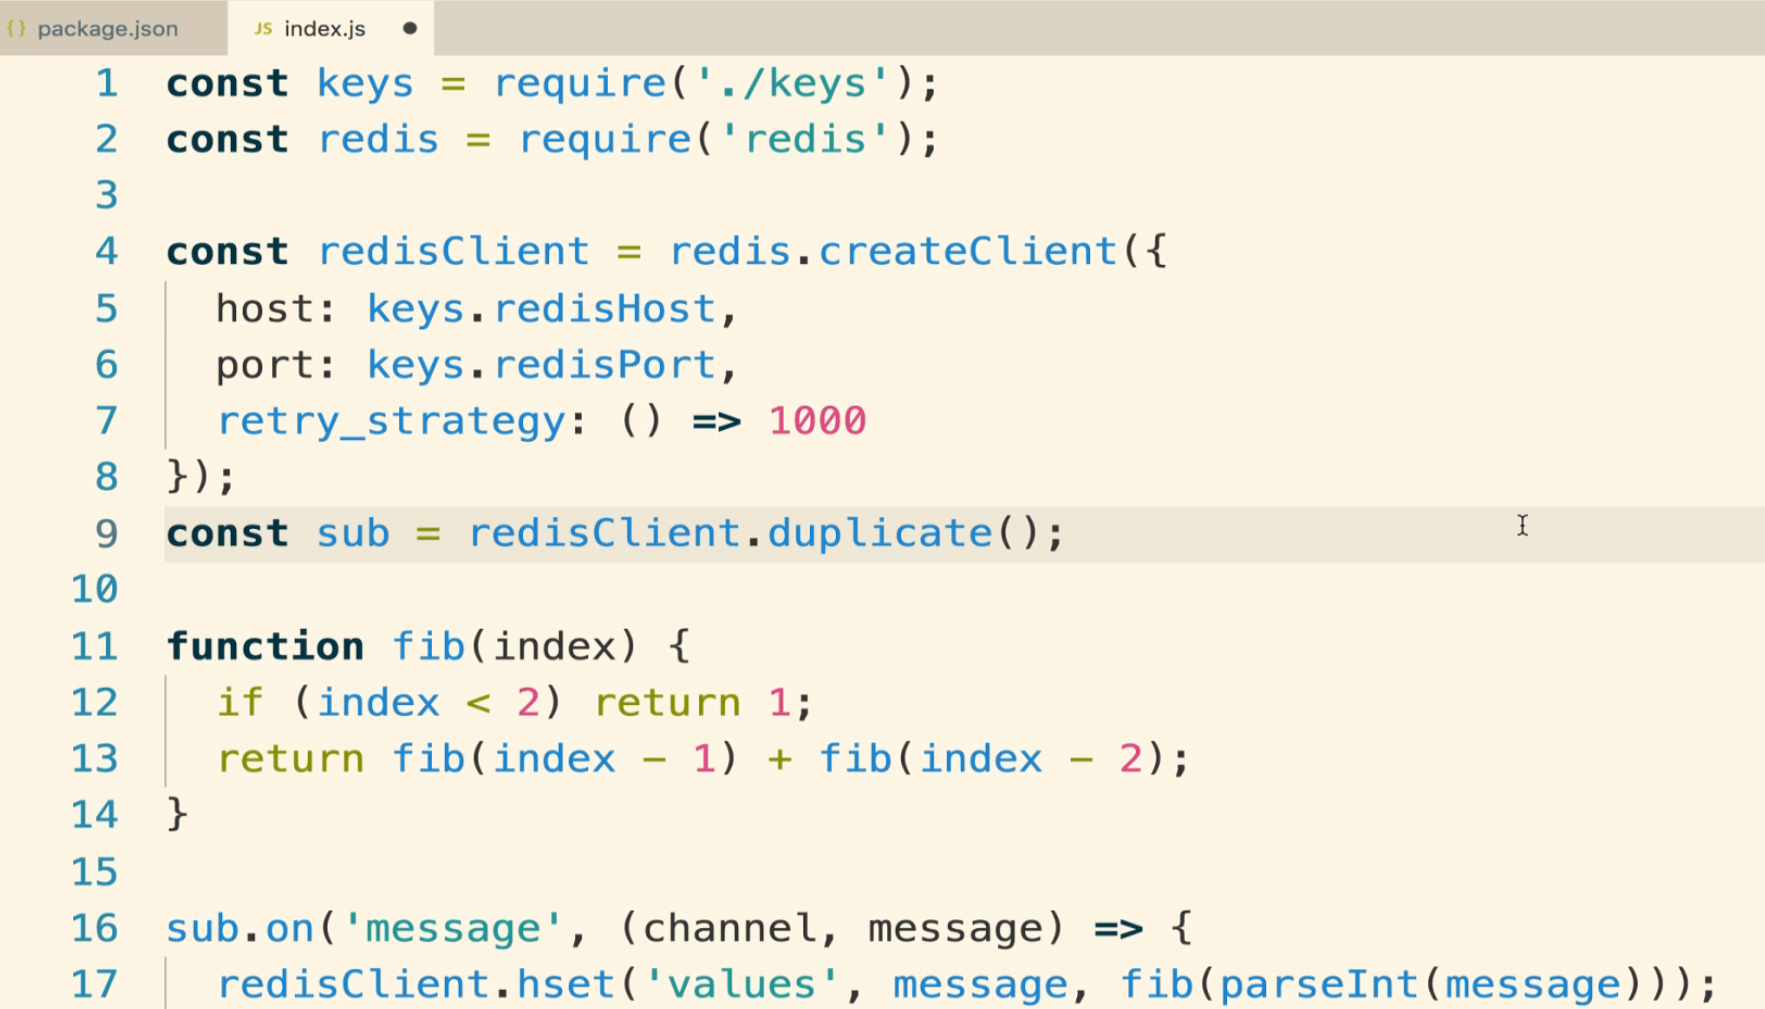 {} package.json
JS index.js ●
1 const keys = require('./keys');
2 const redis = require('redis');
3
4 const redisClient = redis.createClient({
5   host: keys.redisHost,
6   port: keys.redisPort,
7   retry_strategy: () => 1000
8 });
9 const sub = redisClient.duplicate();
10
11 function fib(index) {
12   if (index < 2) return 1;
13   return fib(index - 1) + fib(index - 2);
14 }
15
16 sub.on('message', (channel, message) => {
17   redisClient.hset('values', message, fib(parseInt(message)));